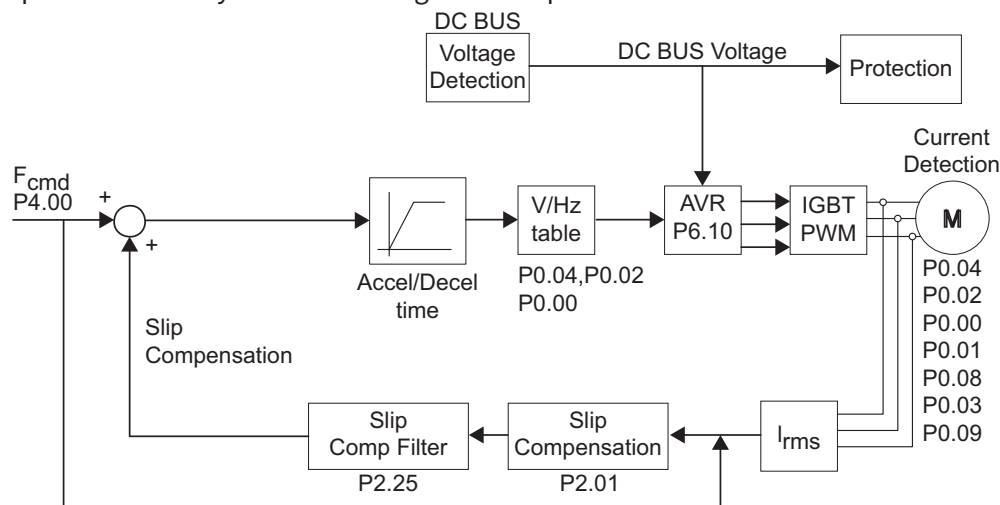 DC BUS
Voltage
Detection
DC BUS Voltage
Protection
Current
Detection
Fcmd
P4.00
+
+
V/Hz
table
AVR
P6.10
IGBT
PWM
M
Accel/Decel
time
P0.04,P0.02
P0.00
P0.04
P0.02
P0.00
P0.01
P0.08
P0.03
P0.09
Slip
Compensation
Slip
Comp Filter
P2.25
Slip
Compensation
P2.01
Irms